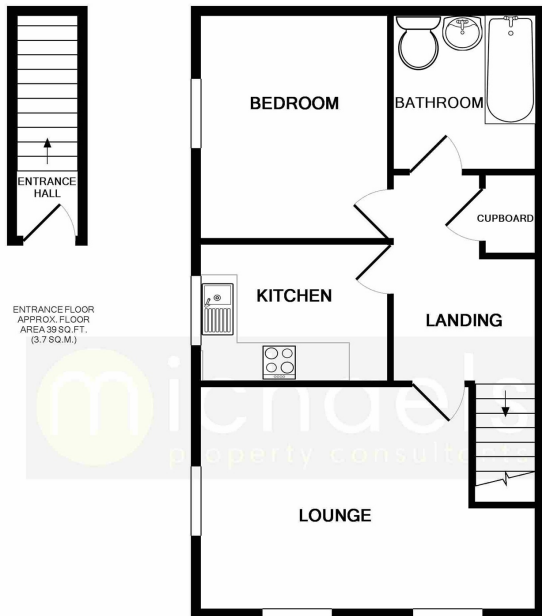 BEDROOM
BATHROOM
ENTRANCE
HALL
CUPBOARD
KITCHEN
LANDING
ENTRANCE FLOOR
APPROX. FLOOR
AREA 39 SQ.FT.
(3.7 SQ.M.)
michaels
property consultants
LOUNGE